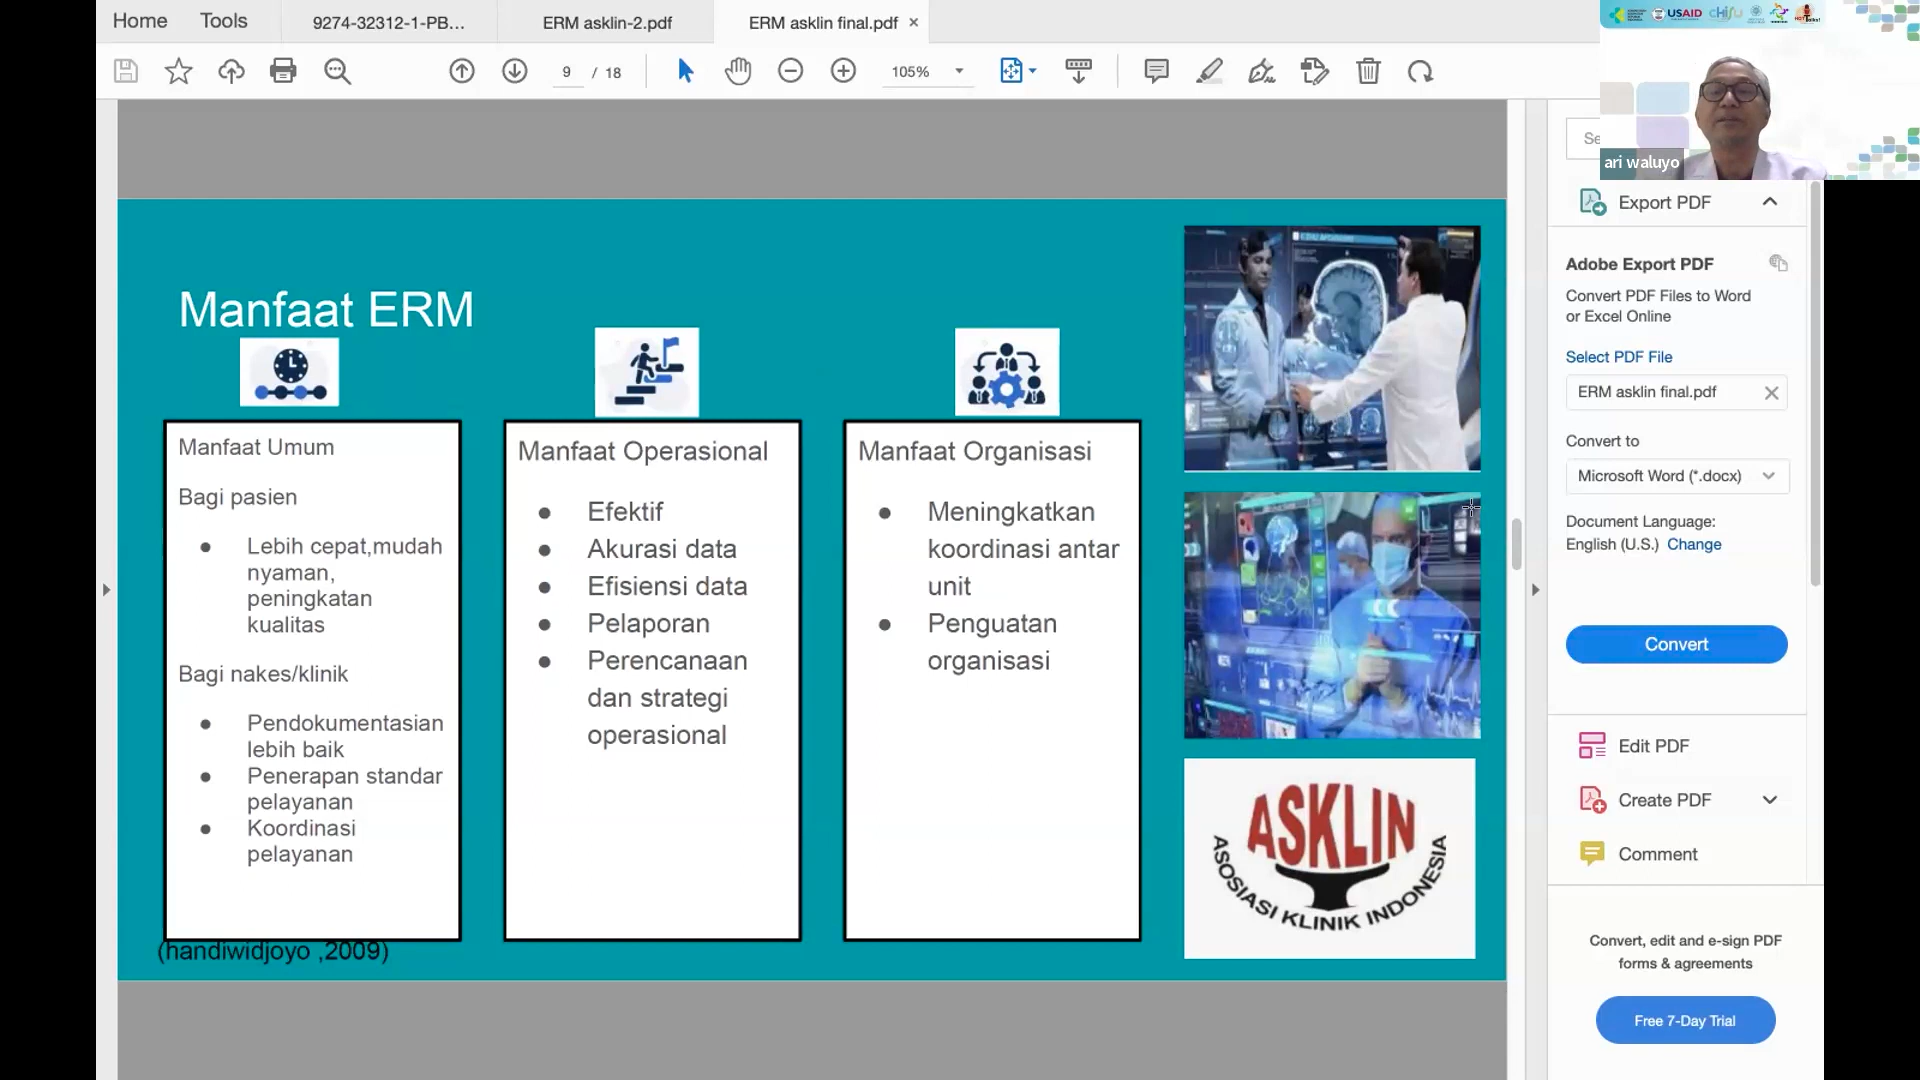 Home
Tools
9274-32312-1-PB...
ERM asklin-2.pdf
ERM asklin final.pdf
9 / 18
105%
USAID
ari waluyo
Manfaat ERM
Manfaat Umum
Bagi pasien
● Lebih cepat,mudah
nyaman,
peningkatan
kualitas
Bagi nakes/klinik
● Pendokumentasian
lebih baik
● Penerapan standar
pelayanan
● Koordinasi
pelayanan
(handiwidjoyo ,2009)
Manfaat Operasional
● Efektif
● Akurasi data
● Efisiensi data
● Pelaporan
● Perencanaan
dan strategi
operasional
Manfaat Organisasi
● Meningkatkan
koordinasi antar
unit
● Penguatan
organisasi
ASKLIN
ASOSIASI KLINIK INDONESIA
Se
Export PDF
Adobe Export PDF
Convert PDF Files to Word
or Excel Online
Select PDF File
ERM asklin final.pdf
Convert to
Microsoft Word (*.docx)
Document Language:
English (U.S.) Change
Convert
Edit PDF
Create PDF
Comment
Convert, edit and e-sign PDF
forms & agreements
Free 7-Day Trial